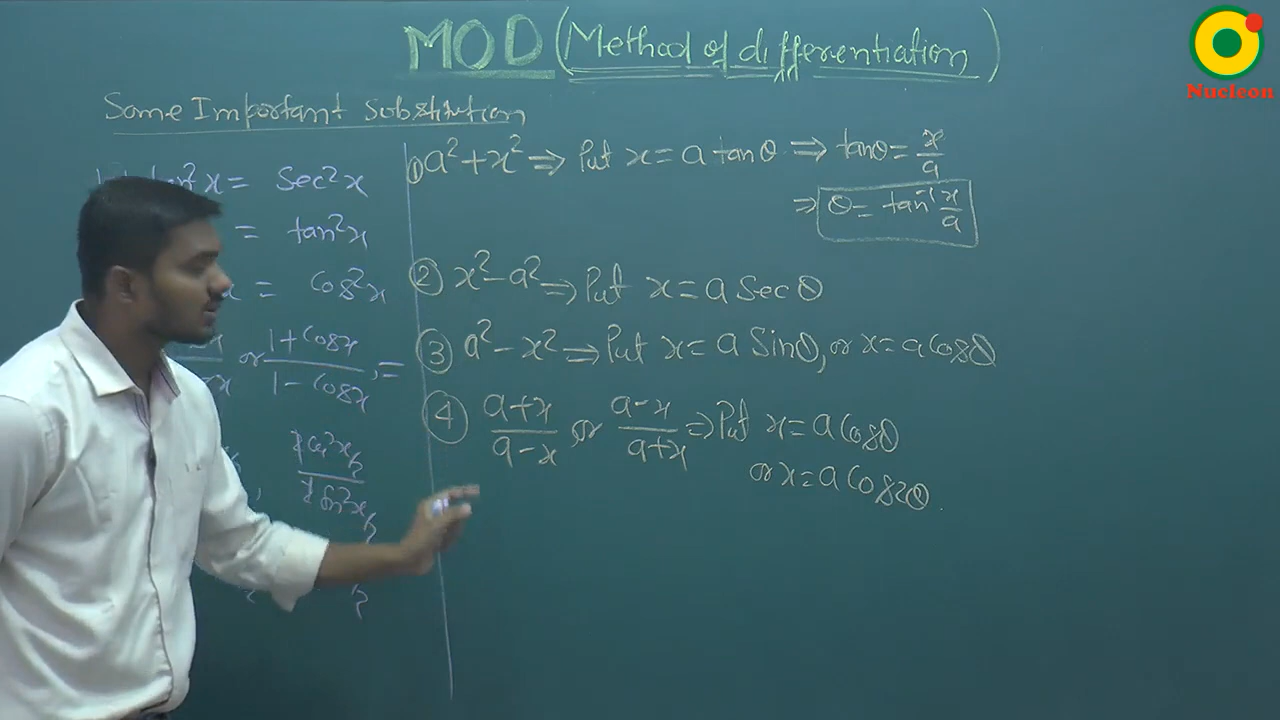 MOD (Method of differentiation)
Nucleon
Some Important Substitution
tan²x = Sec²x
= tan²x
= Cos²x
or 1+Cosx / 1-Cosx, =
① a²+x² ⇒ Put x = a tanθ ⇒ tanθ = x/a
⇒ θ = tan⁻¹ x/a
② x²-a² ⇒ Put x = a Secθ
③ a²-x² ⇒ Put x = a Sinθ, or x = a Cosθ
④ a+x / a-x or a-x / a+x ⇒ Put x = a Cosθ
or x = a Cos2θ.